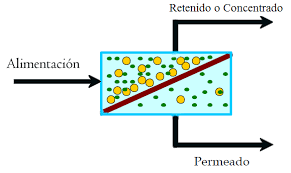 Retenido o Concentrado
Alimentación
Permeado